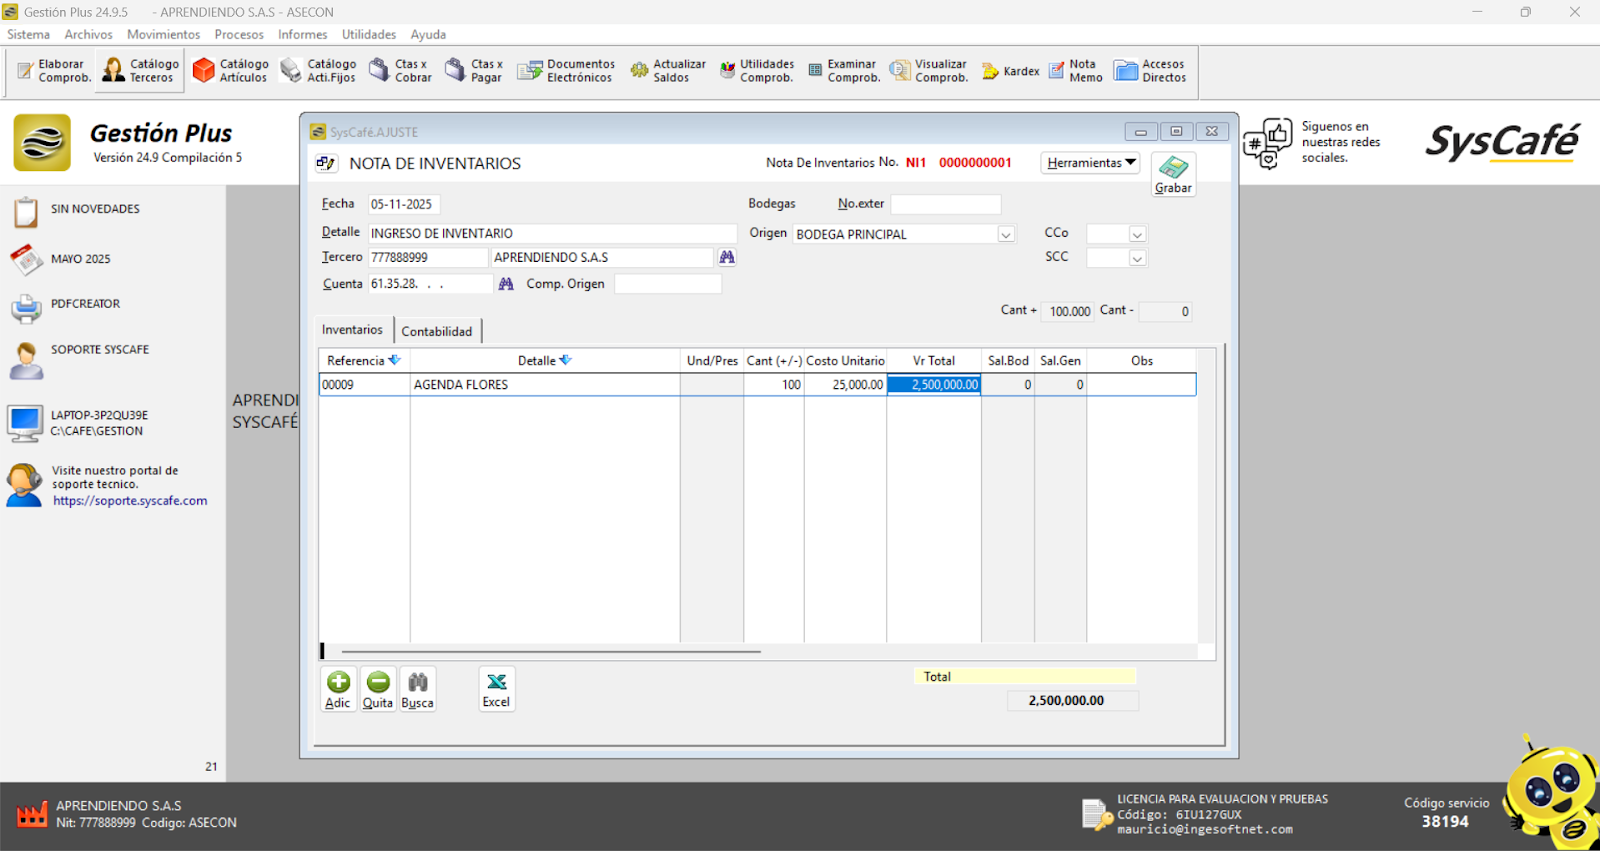 Gestión Plus 24.9.5 - APRENDIENDO S.A.S - ASECON
Sistema Archivos Movimientos Procesos Informes Utilidades Ayuda
Elaborar Comprob.
Catálogo Terceros
Catálogo Artículos
Catálogo Acti.Fijos
Ctas x Cobrar
Ctas x Pagar
Documentos Electrónicos
Actualizar Saldos
Utilidades Comprob.
Examinar Comprob.
Visualizar Comprob.
Kardex
Nota Memo
Accesos Directos
Gestión Plus
Versión 24.9 Compilación 5
Siguenos en
nuestras redes
sociales.
SysCafé
SIN NOVEDADES
MAYO 2025
PDFCREATOR
SOPORTE SYSCAFE
LAPTOP-3P2QU39E
C:\CAFE\GESTION
Visite nuestro portal de
soporte tecnico.
https://soporte.syscafe.com
21
APRENDI
SYSCAFÉ
SysCafé.AJUSTE
NOTA DE INVENTARIOS
Nota De Inventarios No. NI1 0000000001
Herramientas
Grabar
Fecha 05-11-2025
Bodegas No.exter
Detalle INGRESO DE INVENTARIO
Origen BODEGA PRINCIPAL
CCo
Tercero 777888999 APRENDIENDO S.A.S
SCC
Cuenta 61.35.28. . .
Comp. Origen
Cant + 100.000 Cant - 0
Inventarios Contabilidad
Referencia Detalle Und/Pres Cant (+/-) Costo Unitario Vr Total Sal.Bod Sal.Gen Obs
00009 AGENDA FLORES 100 25,000.00 2,500,000.00 0 0
Adic Quita Busca Excel
Total
2,500,000.00
APRENDIENDO S.A.S
Nit: 777888999 Codigo: ASECON
LICENCIA PARA EVALUACION Y PRUEBAS
Código: 6IU127GUX
mauricio@ingesoftnet.com
Código servicio
38194